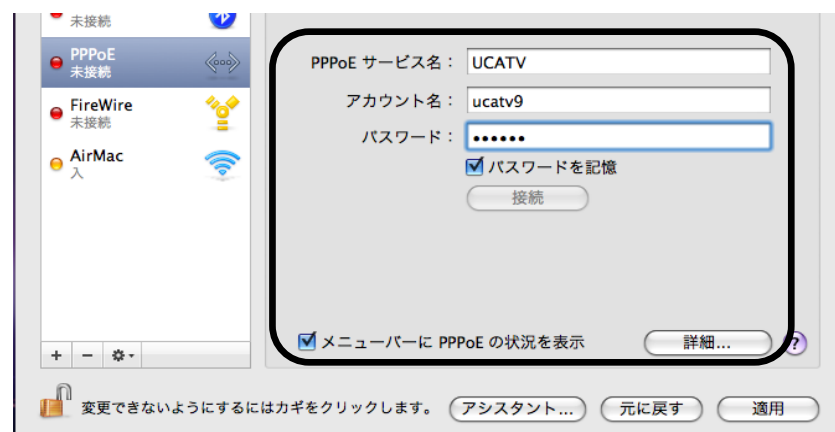 未接続
PPPoE
未接続
FireWire
未接続
AirMac
入
PPPoE サービス名： UCATV
アカウント名： ucatv9
パスワード： ••••••
パスワードを記憶
接続
メニューバーに PPPoE の状況を表示
詳細...
?
変更できないようにするにはカギをクリックします。
アシスタント...
元に戻す
適用